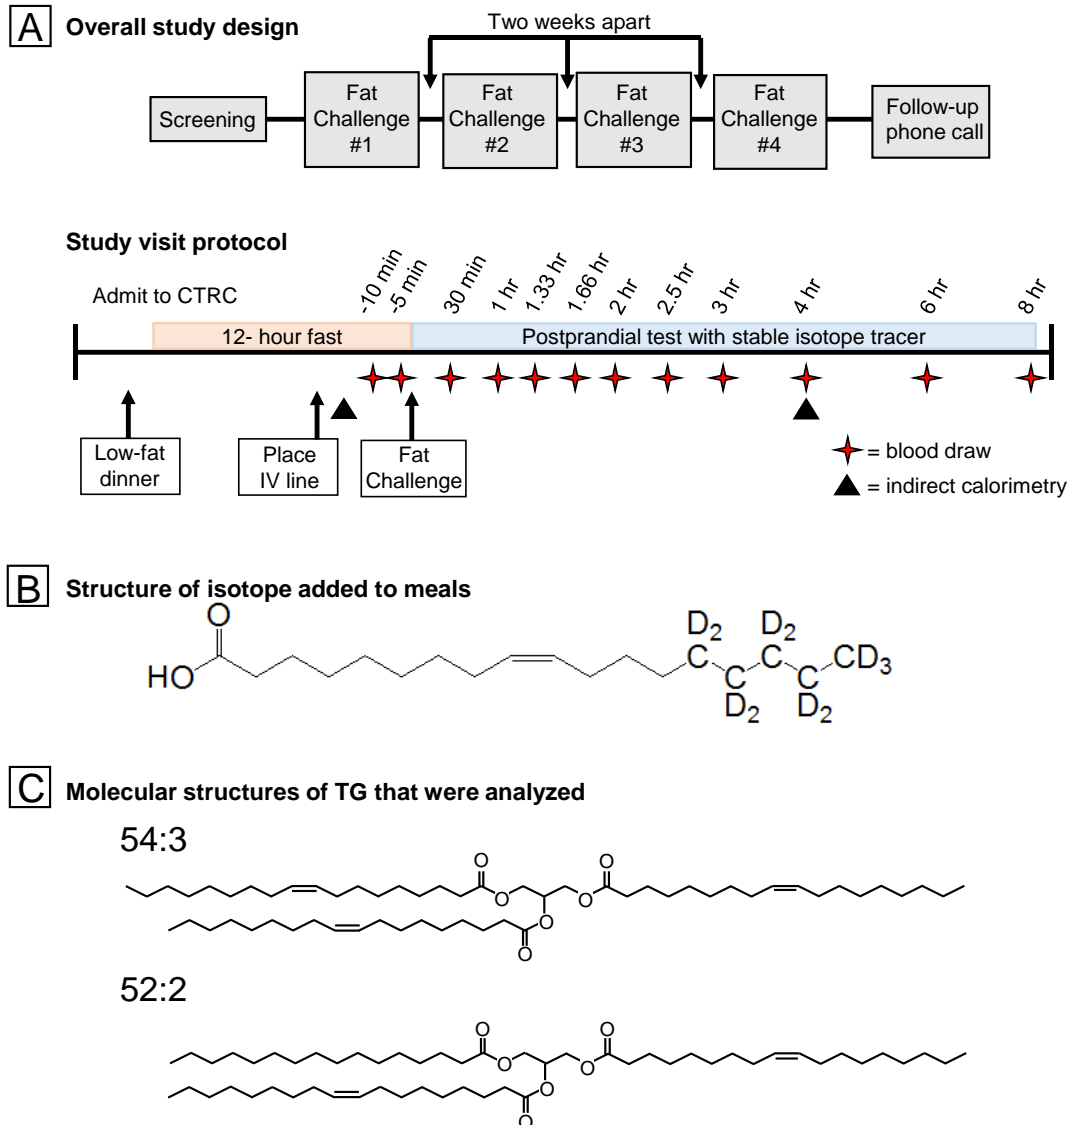 A Overall study design
Two weeks apart
Screening
Fat
Challenge
#1
Fat
Challenge
#2
Fat
Challenge
#3
Fat
Challenge
#4
Follow-up
phone call
Study visit protocol
Admit to CTRC
-10 min
-5 min
30 min
1 hr
1.33 hr
1.66 hr
2 hr
2.5 hr
3 hr
4 hr
6 hr
8 hr
12- hour fast
Postprandial test with stable isotope tracer
Low-fat
dinner
Place
IV line
Fat
Challenge
= blood draw
= indirect calorimetry
B Structure of isotope added to meals
O
HO
D2 D2
C C CD3
C C
D2 D2
C Molecular structures of TG that were analyzed
54:3
O O
O O
O
O
52:2
O O
O O
O
O